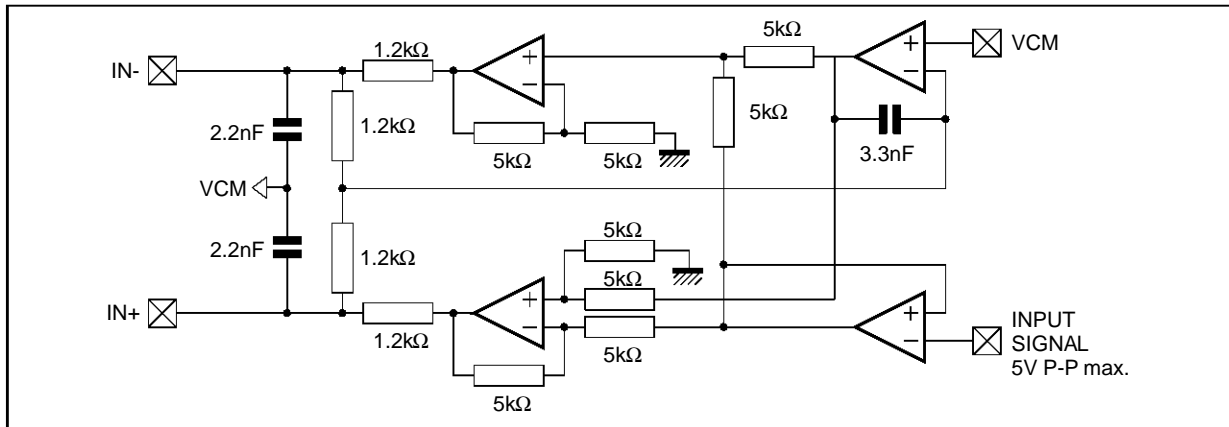 5kΩ
VCM
1.2kΩ
IN-
+
−
+
−
5kΩ
2.2nF
1.2kΩ
5kΩ
5kΩ
3.3nF
VCM
5kΩ
2.2nF
1.2kΩ
5kΩ
+
−
+
−
IN+
1.2kΩ
5kΩ
INPUT
SIGNAL
5V P-P max.
5kΩ